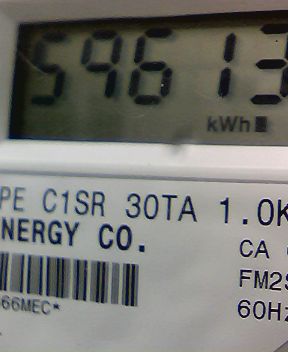 59613
kWh
PE C1SR 30TA 1.0K
NERGY CO.
CA
FM2S
66MEC*
60Hz